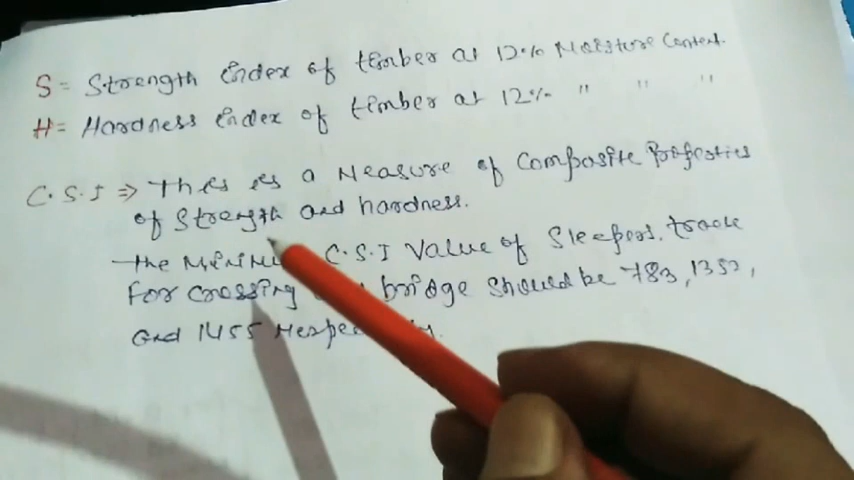 S = Strength index of timber at 12% Moisture Content.
H = Hardness index of timber at 12% " " "
C.S.I ⇒ This is a Measure of Composite Properties
of Strength and hardness.
The C.S.I Value of Sleepers. track
For Crossing bridge should be 783, 1352,
and 1455